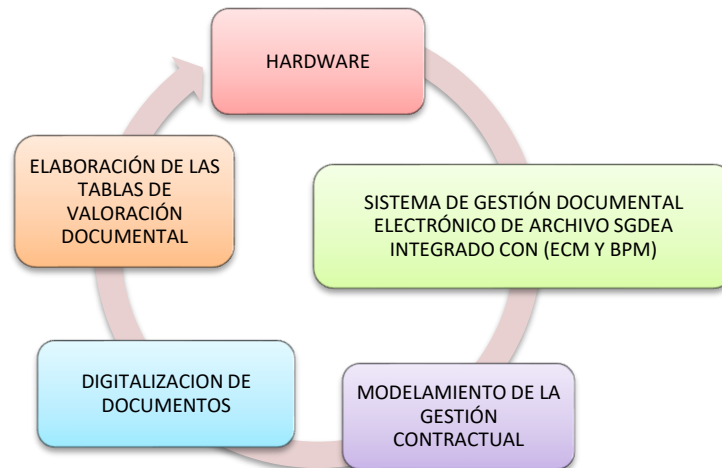 HARDWARE
SISTEMA DE GESTIÓN DOCUMENTAL
ELECTRÓNICO DE ARCHIVO SGDEA
INTEGRADO CON (ECM Y BPM)
MODELAMIENTO DE LA
GESTIÓN
CONTRACTUAL
DIGITALIZACION DE
DOCUMENTOS
ELABORACIÓN DE LAS
TABLAS DE
VALORACIÓN
DOCUMENTAL